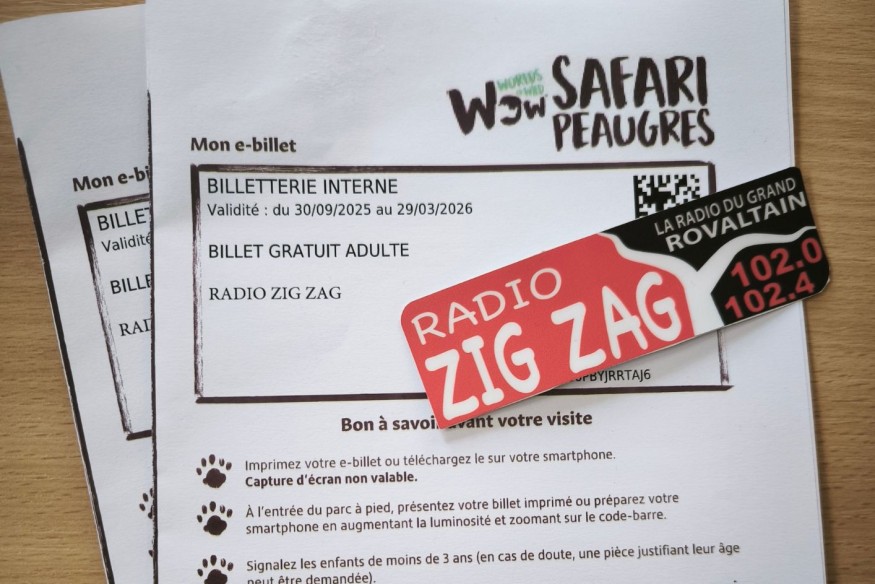 WORLDS
WOW SAFARI
PEAUGRES
Mon e-billet
BILLETTERIE INTERNE
Validité : du 30/09/2025 au 29/03/2026
BILLET GRATUIT ADULTE
RADIO ZIG ZAG
Mon e-bi
BILLET
Validité
BILL
RAD
LA RADIO DU GRAND
ROVALTAIN
102.0
102.4
RADIO
ZIG ZAG
Bon à savoir avant votre visite
Imprimez votre e-billet ou téléchargez le sur votre smartphone.
Capture d'écran non valable.
À l'entrée du parc à pied, présentez votre billet imprimé ou préparez votre
smartphone en augmentant la luminosité et zoomant sur le code-barre.
Signalez les enfants de moins de 3 ans (en cas de doute, une pièce justifiant leur âge
peut être demandée).